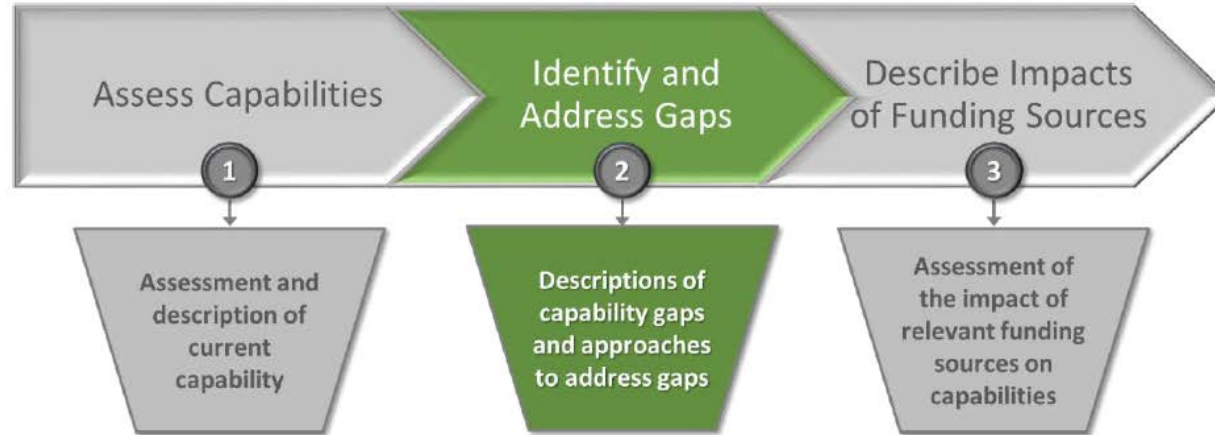 Assess Capabilities
1
Identify and
Address Gaps
2
Describe Impacts
of Funding Sources
3
Assessment and
description of
current
capability
Descriptions of
capability gaps
and approaches
to address gaps
Assessment of
the impact of
relevant funding
sources on
capabilities